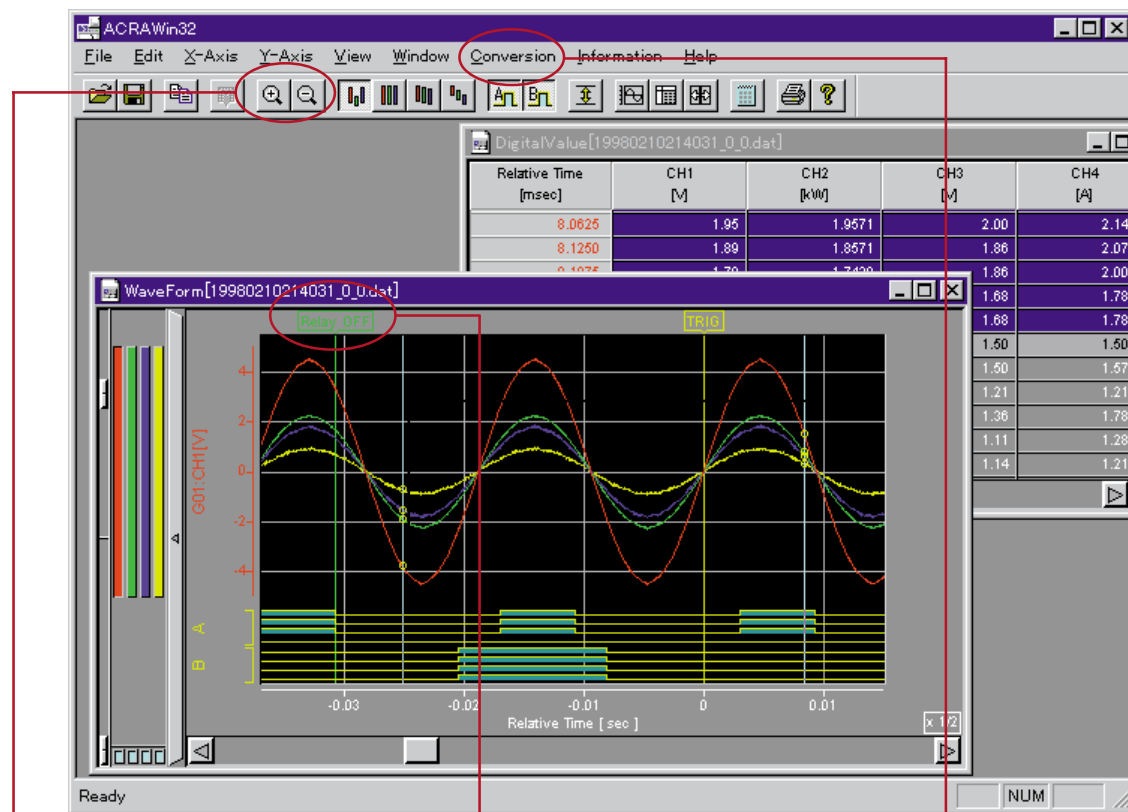 ACRAWin32
File Edit X-Axis Y-Axis View Window Conversion Information Help
DigitalValue[19980210214031_0_0.dat]
Relative Time CH1 CH2 CH3 CH4
[msec] [V] [kW] [V] [A]
8.0625 1.95 1.9571 2.00 2.14
8.1250 1.89 1.8571 1.86 2.07
1.86 2.00
WaveForm[19980210214031_0_0.dat]
1.68 1.78
1.68 1.78
1.50 1.50
1.50 1.57
1.21 1.21
1.36 1.78
1.11 1.28
1.14 1.21
Relay_OFF TRIG
4
2
0
-2
-4
G01:CH1[V]
A
B
-0.03 -0.02 -0.01 0 0.01
Relative Time [ sec ]
x 1/2
Ready NUM